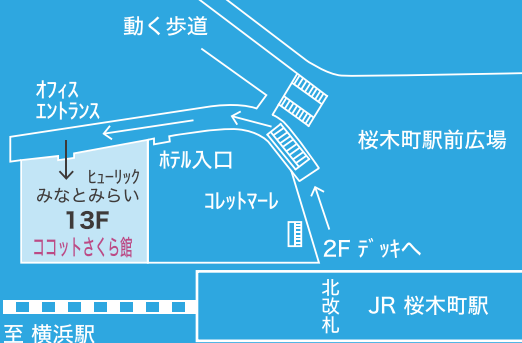 動く歩道
オフィス
エントランス
桜木町駅前広場
ホテル入口
ヒューリック
みなとみらい
13F
ココットさくら館
コレットマーレ
2F デッキへ
北改札
JR 桜木町駅
至 横浜駅